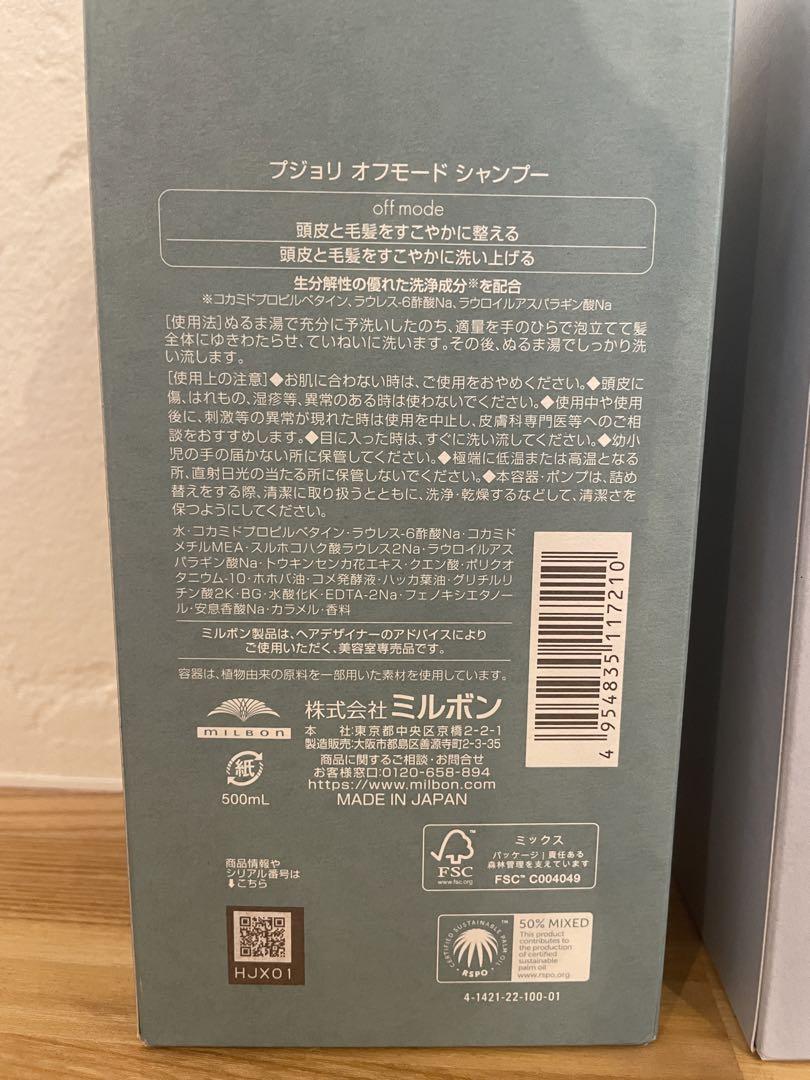 プジョリ オフモード シャンプー
off mode
頭皮と毛髪をすこやかに整える
頭皮と毛髪をすこやかに洗い上げる
生分解性の優れた洗浄成分※を配合
※コカミドプロピルベタイン、ラウレス-6酢酸Na、ラウロイルアスパラギン酸Na
[使用法]ぬるま湯で充分に予洗いしたのち、適量を手のひらで泡立てて髪
全体にゆきわたらせ、ていねいに洗います。その後、ぬるま湯でしっかり洗
い流します。
[使用上の注意]◆お肌に合わない時は、ご使用をおやめください。◆頭皮に
傷、はれもの、湿疹等、異常のある時は使わないでください。◆使用中や使用
後に、刺激等の異常が現れた時は使用を中止し、皮膚科専門医等へのご相
談をおすすめします。◆目に入った時は、すぐに洗い流してください。◆幼小
児の手の届かない所に保管してください。◆極端に低温または高温となる
所、直射日光の当たる所に保管しないでください。◆本容器・ポンプは、詰め
替えをする際、清潔に取り扱うとともに、洗浄・乾燥するなどして、清潔さを
保つようにしてください。
水・コカミドプロピルベタイン・ラウレス-6酢酸Na・コカミド
メチルMEA・スルホコハク酸ラウレス2Na・ラウロイルアス
パラギン酸Na・トウキンセンカ花エキス・クエン酸・ポリクオ
タニウム-10・ホホバ油・コメ発酵液・ハッカ葉油・グリチルリ
チン酸2K・BG・水酸化K・EDTA-2Na・フェノキシエタノー
ル・安息香酸Na・カラメル・香料
ミルボン製品は、ヘアデザイナーのアドバイスにより
ご使用いただく、美容室専売品です。
容器は、植物由来の原料を一部用いた素材を使用しています。
MILBON
株式会社ミルボン
本 社:東京都中央区京橋2-2-1
製造販売:大阪市都島区善源寺町2-3-35
商品に関するご相談・お問合せ
お客様窓口:0120-658-894
https://www.milbon.com
MADE IN JAPAN
紙
500mL
4 954835 117210
商品情報や
シリアル番号は
⬇こちら
HJX01
FSC
www.fsc.org
ミックス
パッケージ|責任ある
森林管理を支えています
FSC™ C004049
CERTIFIED SUSTAINABLE PALM OIL
RSPO™
50% MIXED
This product
contributes to
the production
of certified
sustainable
palm oil
www.rspo.org
4-1421-22-100-01